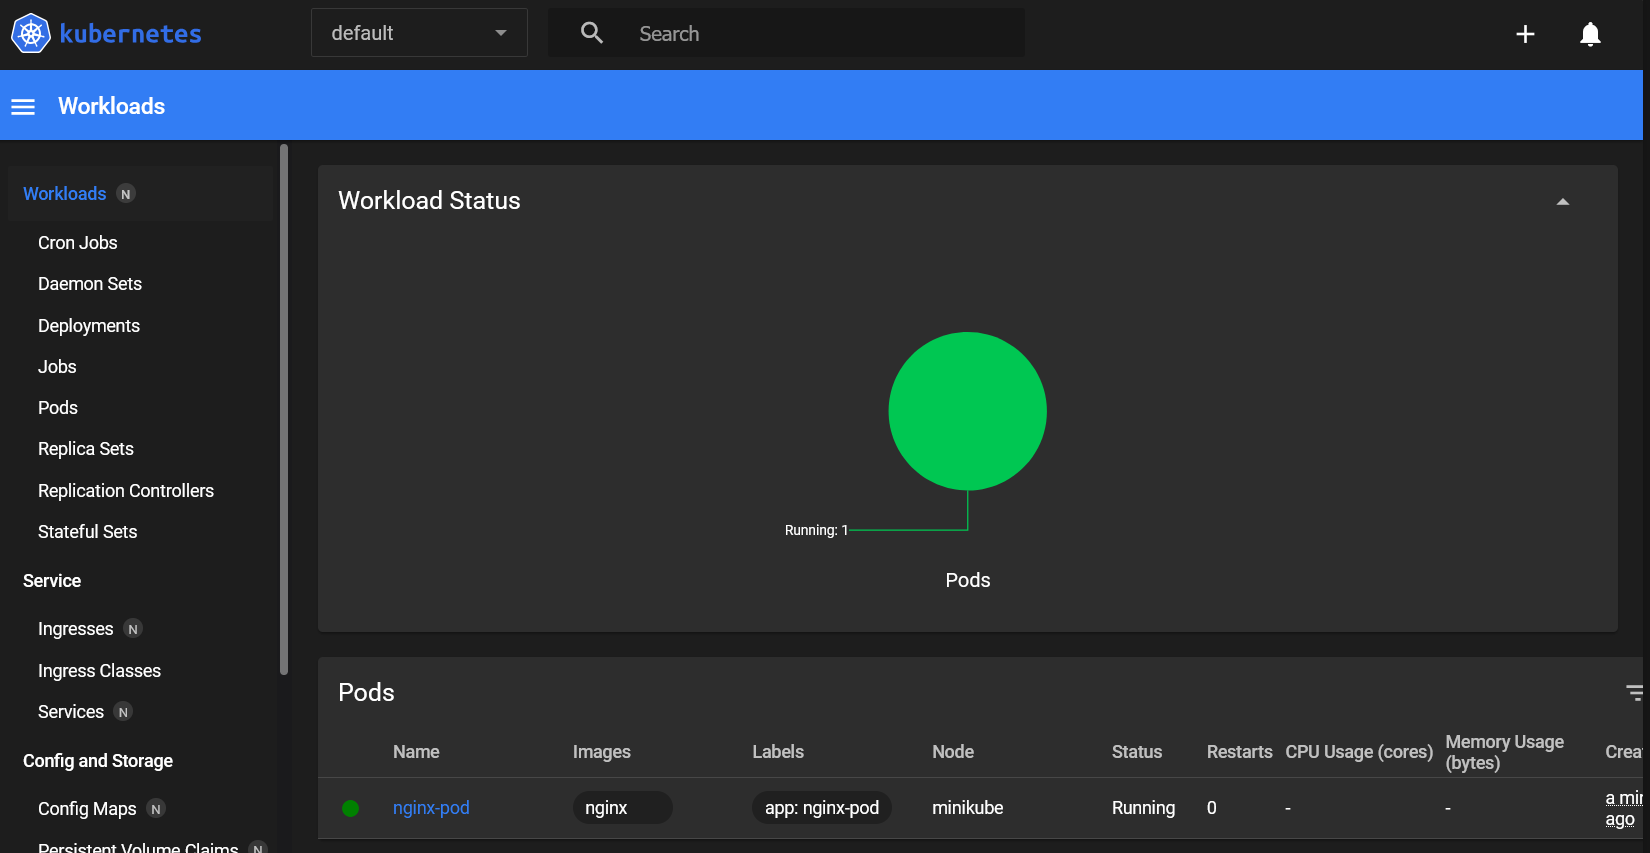 kubernetes
default
Search
Workloads
Workloads N
Cron Jobs
Daemon Sets
Deployments
Jobs
Pods
Replica Sets
Replication Controllers
Stateful Sets
Service
Ingresses N
Ingress Classes
Services N
Config and Storage
Config Maps N
Persistent Volume Claims N
Workload Status
Running: 1
Pods
Pods
Name Images Labels Node Status Restarts CPU Usage (cores) Memory Usage
(bytes) Crea
nginx-pod nginx app: nginx-pod minikube Running 0 - - a min
ago